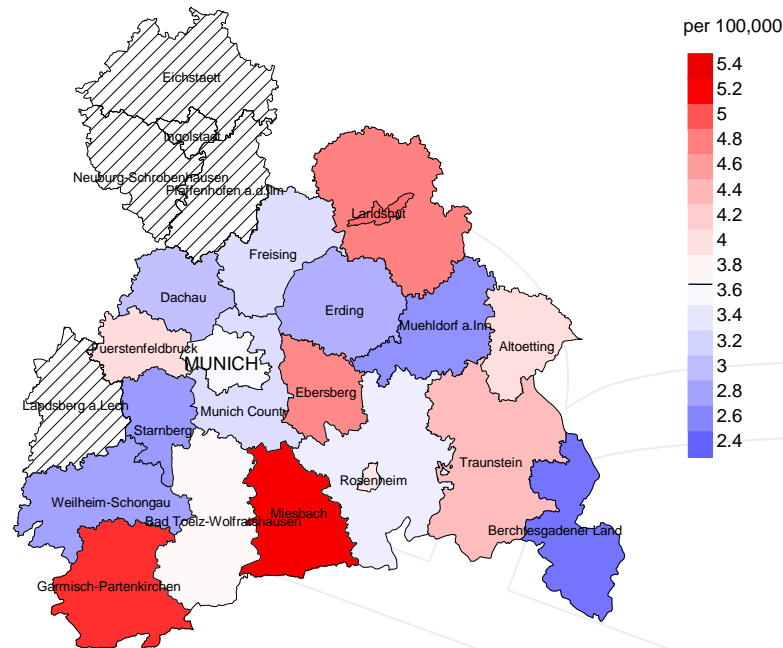 per 100,000
5.4
5.2
5
4.8
4.6
4.4
4.2
4
3.8
3.6
3.4
3.2
3
2.8
2.6
2.4
Eichstaett
Ingolstadt
Neuburg-Schrobenhausen
Pfaffenhofen a.d.Ilm
Landshut
Freising
Dachau
Erding
Muehldorf a.Inn
Altoetting
Fuerstenfeldbruck
MUNICH
Ebersberg
Landsberg a.Lech
Munich County
Starnberg
Traunstein
Rosenheim
Weilheim-Schongau
Miesbach
Bad Toelz-Wolfratshausen
Berchtesgadener Land
Garmisch-Partenkirchen